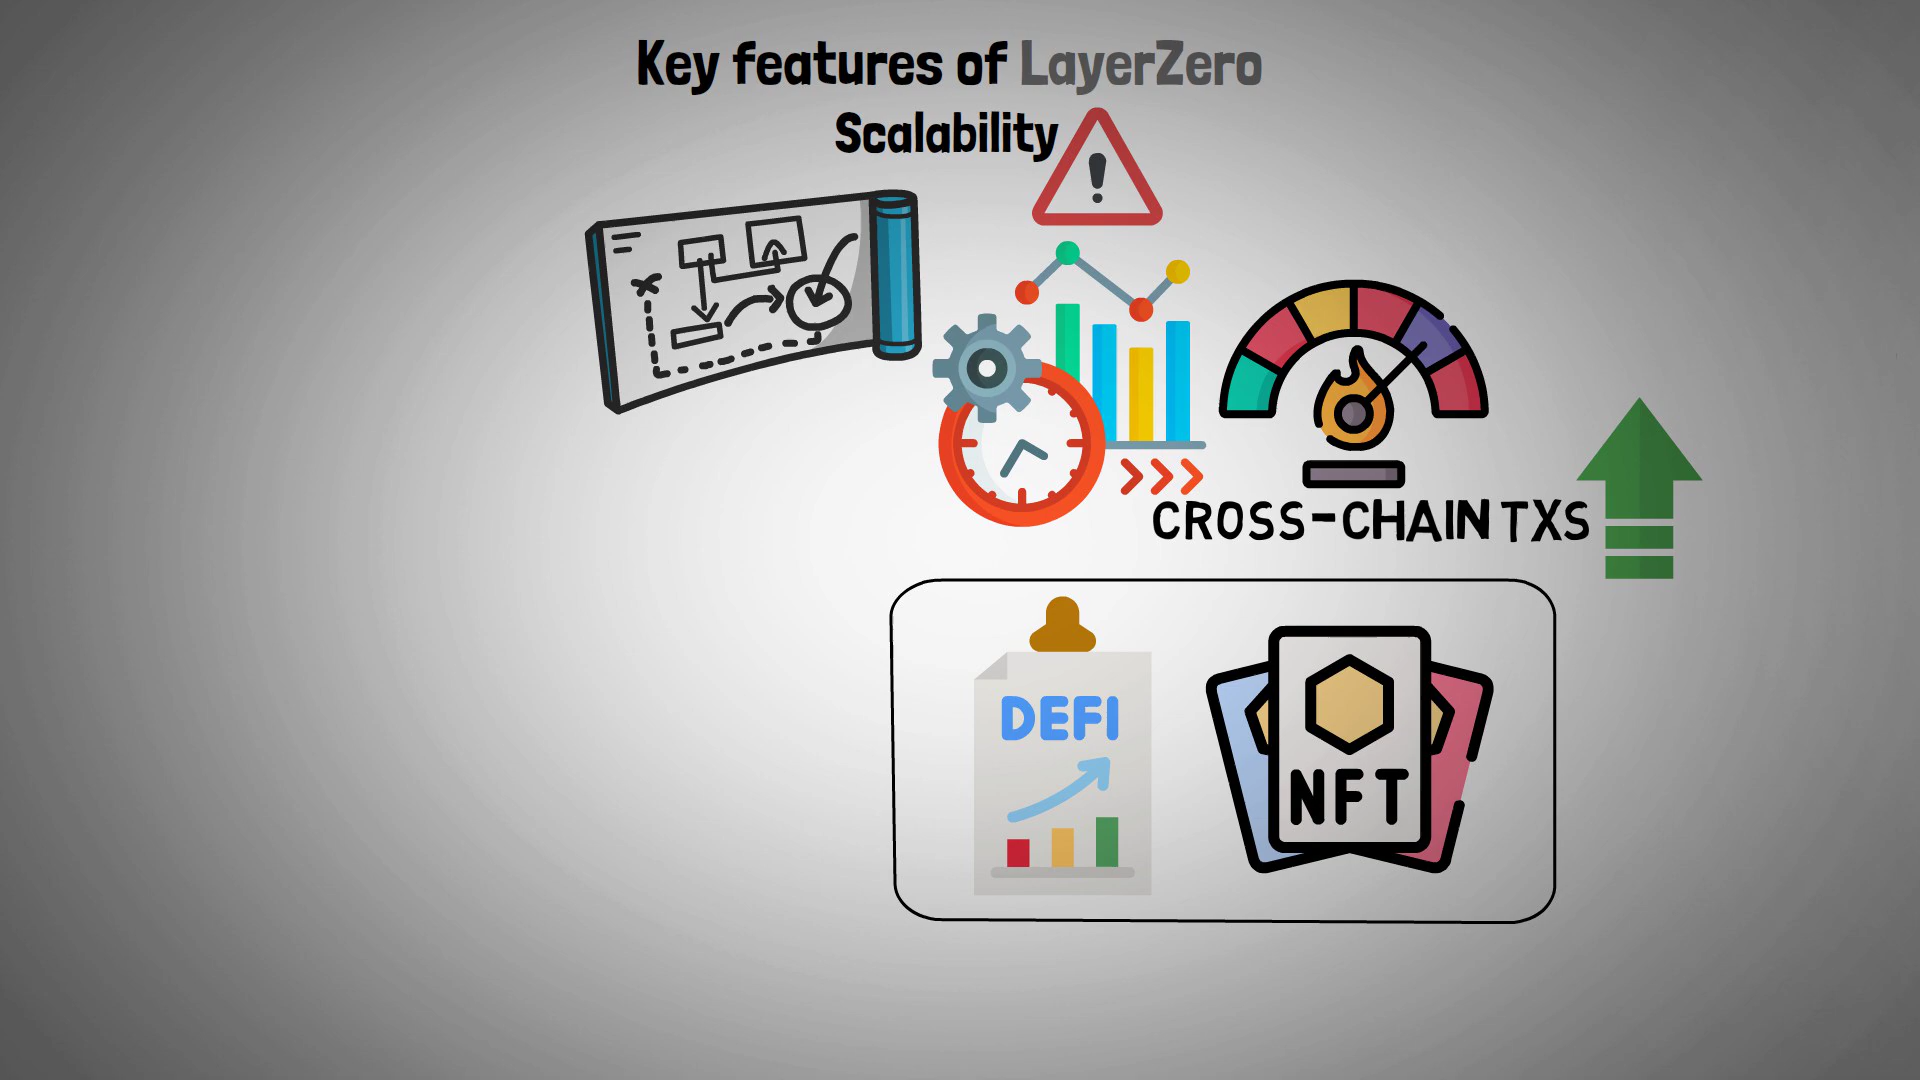 Key features of LayerZero
Scalability
!
CROSS-CHAIN TXS
DEFI
NFT